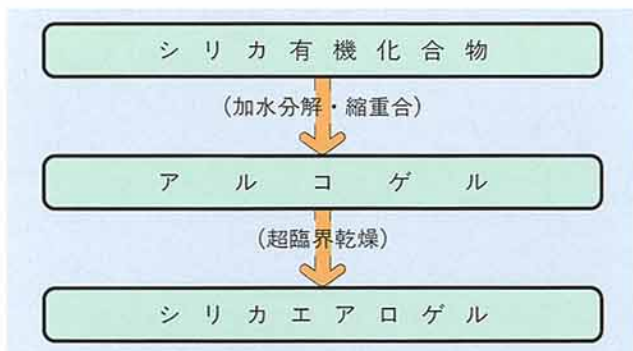 シリカ有機化合物
(加水分解・縮重合)
アルコゲル
(超臨界乾燥)
シリカエアロゲル